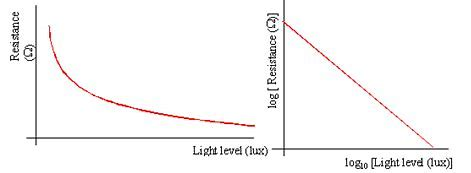 Resistance
(Ω)
Light level (lux)
log [ Resistance (Ω)]
log₁₀ [Light level (lux)]